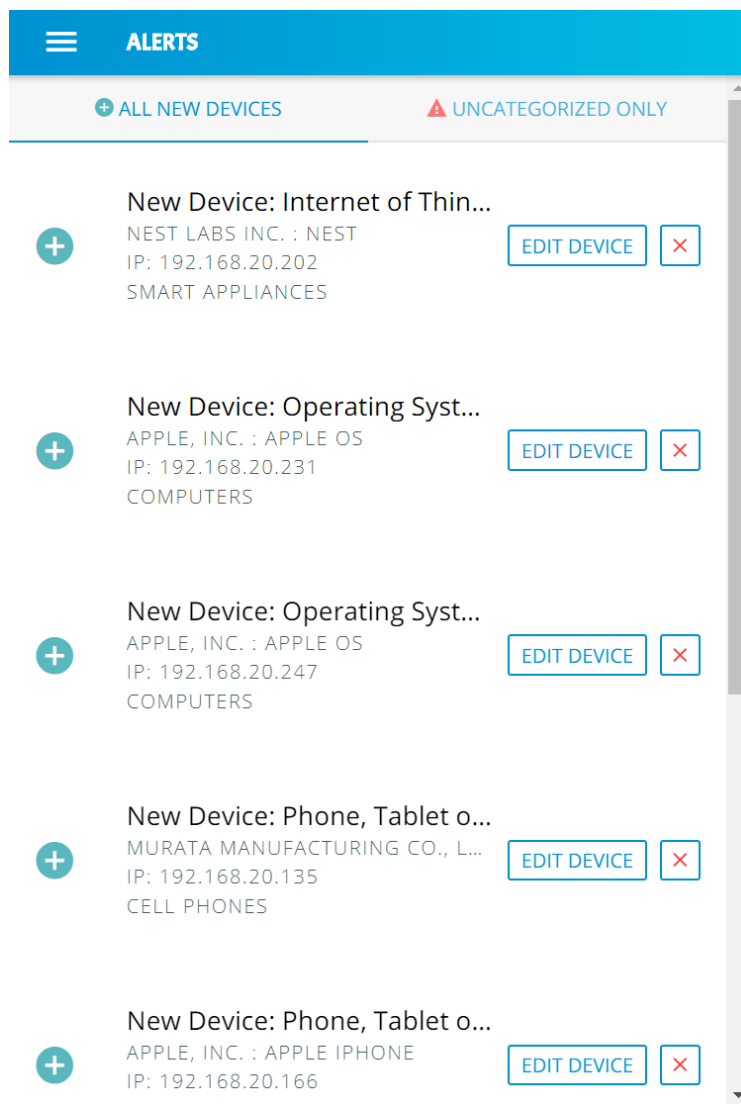 ALERTS
ALL NEW DEVICES
UNCATEGORIZED ONLY
New Device: Internet of Thin...
NEST LABS INC. : NEST
IP: 192.168.20.202
SMART APPLIANCES
EDIT DEVICE
New Device: Operating Syst...
APPLE, INC. : APPLE OS
IP: 192.168.20.231
COMPUTERS
EDIT DEVICE
New Device: Operating Syst...
APPLE, INC. : APPLE OS
IP: 192.168.20.247
COMPUTERS
EDIT DEVICE
New Device: Phone, Tablet o...
MURATA MANUFACTURING CO., L...
IP: 192.168.20.135
CELL PHONES
EDIT DEVICE
New Device: Phone, Tablet o...
APPLE, INC. : APPLE IPHONE
IP: 192.168.20.166
EDIT DEVICE